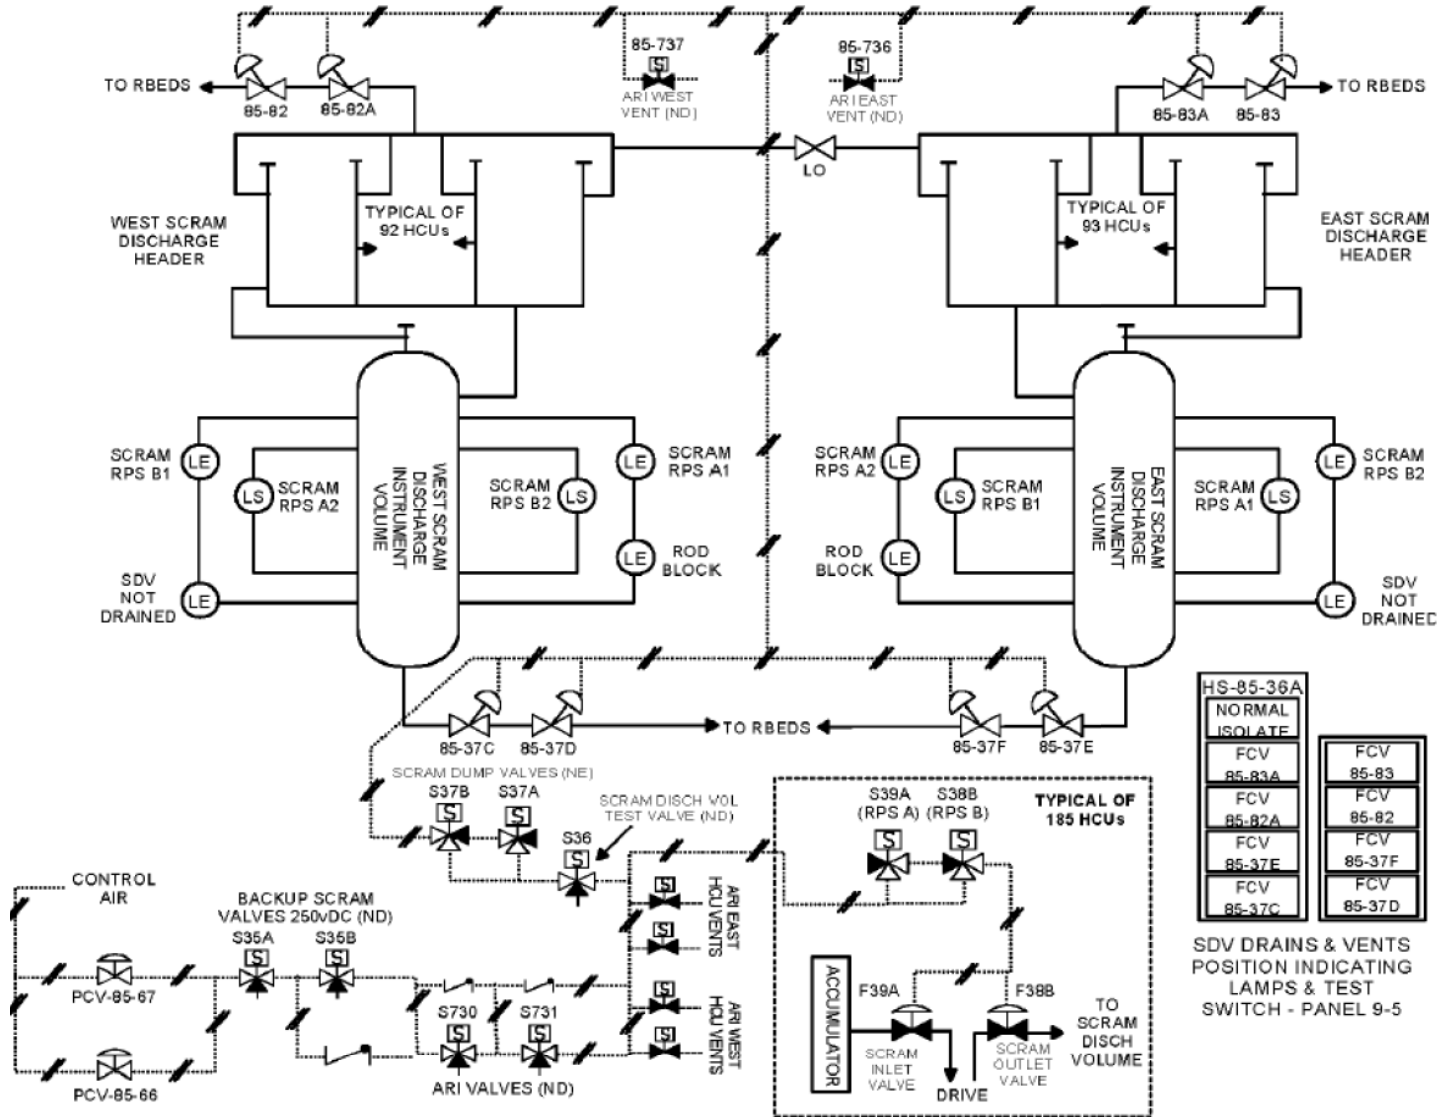 85-737
S
ARI WEST
VENT (ND)
85-736
S
ARI EAST
VENT (ND)
TO RBEDS
85-82
85-82A
85-83A
85-83
TO RBEDS
LO
WEST SCRAM
DISCHARGE
HEADER
TYPICAL OF
92 HCUs
TYPICAL OF
93 HCUs
EAST SCRAM
DISCHARGE
HEADER
SCRAM
RPS B1
LE
LS
SCRAM
RPS A2
WEST SCRAM
DISCHARGE
INSTRUMENT
VOLUME
SCRAM
RPS B2
LS
LE
SCRAM
RPS A1
SCRAM
RPS A2
LE
LS
SCRAM
RPS B1
EAST SCRAM
DISCHARGE
INSTRUMENT
VOLUME
SCRAM
RPS A1
LS
LE
SCRAM
RPS B2
SDV
NOT
DRAINED
LE
LE
ROD
BLOCK
ROD
BLOCK
LE
LE
SDV
NOT
DRAINED
85-37C
85-37D
TO RBEDS
85-37F
85-37E
HS-85-36A
NORMAL
ISOLATE
FCV
85-83A
FCV
85-82A
FCV
85-37E
FCV
85-37C
FCV
85-83
FCV
85-82
FCV
85-37F
FCV
85-37D
SDV DRAINS & VENTS
POSITION INDICATING
LAMPS & TEST
SWITCH - PANEL 9-5
SCRAM DUMP VALVES (NE)
S37B
S
S37A
S
SCRAM DISCH VOL
TEST VALVE (ND)
S36
S
CONTROL
AIR
BACKUP SCRAM
VALVES 250vDC (ND)
S35A
S
S35B
S
PCV-85-67
PCV-85-66
S730
S
S731
S
ARI VALVES (ND)
S
S
ARI EAST
HCU VENTS
S
S
ARI WEST
HCU VENTS
S39A
(RPS A)
S
S38B
(RPS B)
S
TYPICAL OF
185 HCUs
ACCUMULATOR
F39A
SCRAM
INLET
VALVE
DRIVE
F38B
SCRAM
OUTLET
VALVE
TO
SCRAM
DISCH
VOLUME